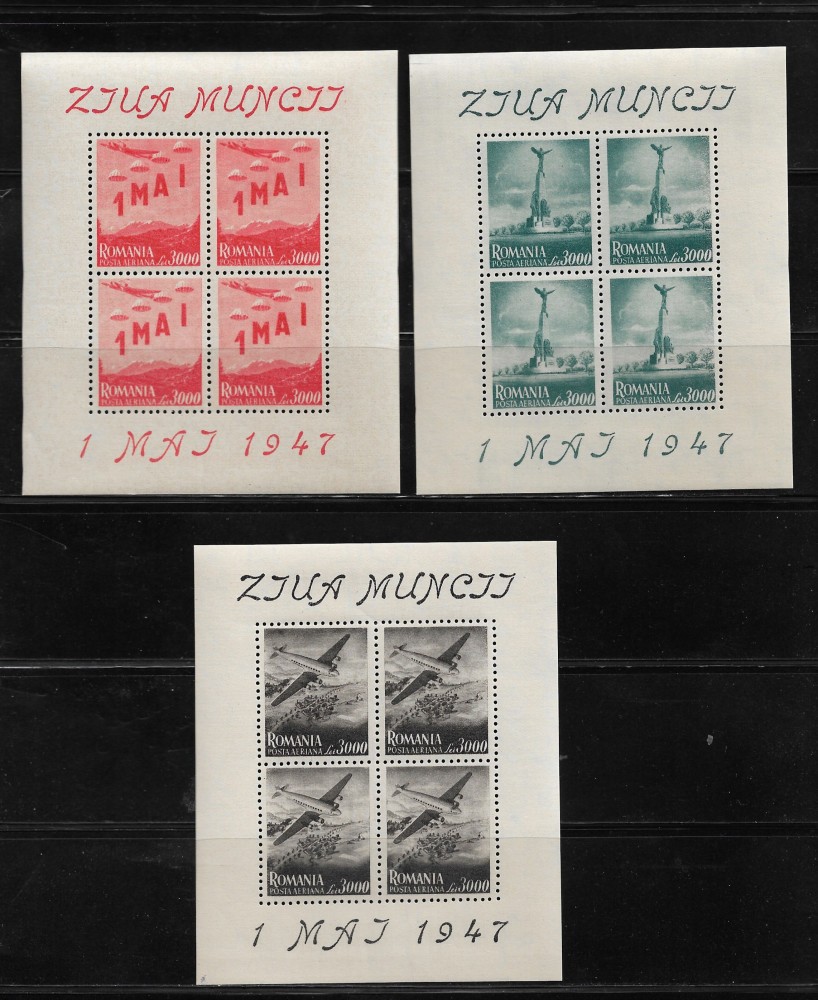 ZIUA MUNCII
1 MAI
ROMANIA
POSTA AERIANA Lei 3000
1 MAI
ROMANIA
POSTA AERIANA Lei 3000
1 MAI
ROMANIA
POSTA AERIANA Lei 3000
1 MAI
ROMANIA
POSTA AERIANA Lei 3000
1 MAI 1947
ZIUA MUNCII
ROMANIA
POSTA AERIANA Lei 3000
ROMANIA
POSTA AERIANA Lei 3000
ROMANIA
POSTA AERIANA Lei 3000
ROMANIA
POSTA AERIANA Lei 3000
1 MAI 1947
ZIUA MUNCII
ROMANIA
POSTA AERIANA Lei 3000
ROMANIA
POSTA AERIANA Lei 3000
ROMANIA
POSTA AERIANA Lei 3000
ROMANIA
POSTA AERIANA Lei 3000
1 MAI 1947